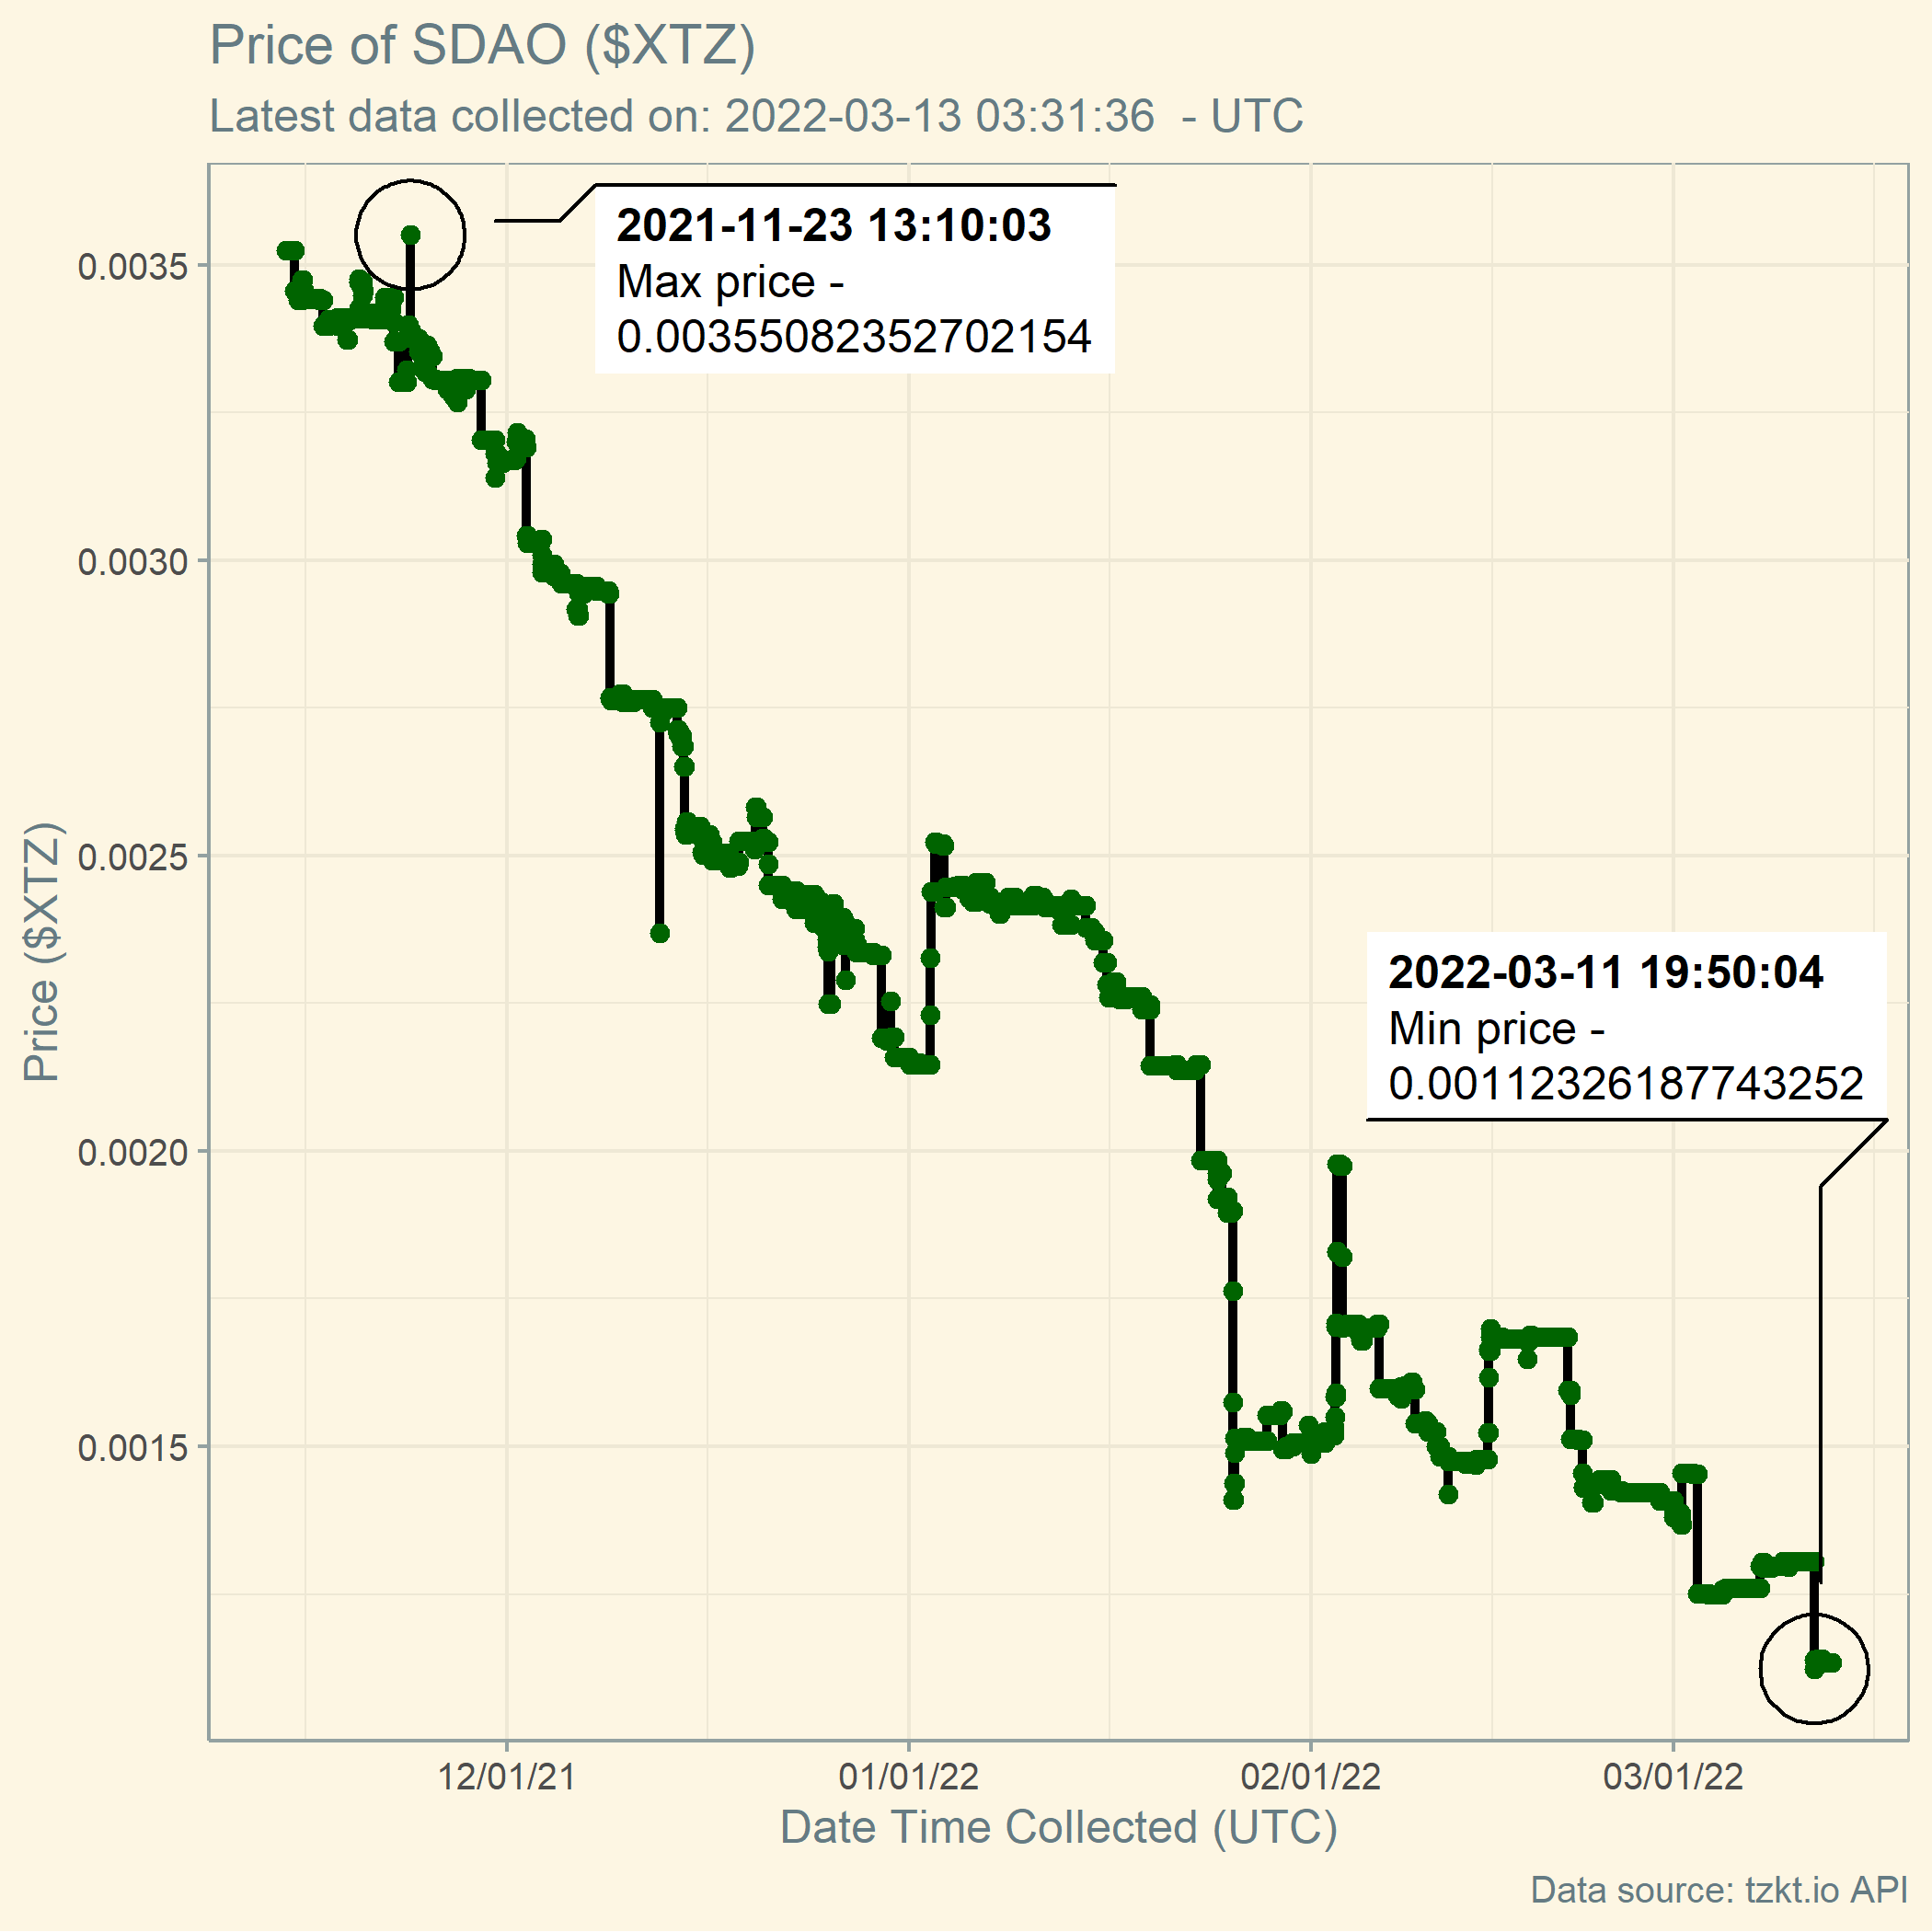 Price of SDAO ($XTZ)
Latest data collected on: 2022-03-13 03:31:36  - UTC
2021-11-23 13:10:03
Max price -
0.00355082352702154
0.0035
0.0030
0.0025
0.0020
0.0015
Price ($XTZ)
2022-03-11 19:50:04
Min price -
0.00112326187743252
12/01/21
01/01/22
02/01/22
03/01/22
Date Time Collected (UTC)
Data source: tzkt.io API